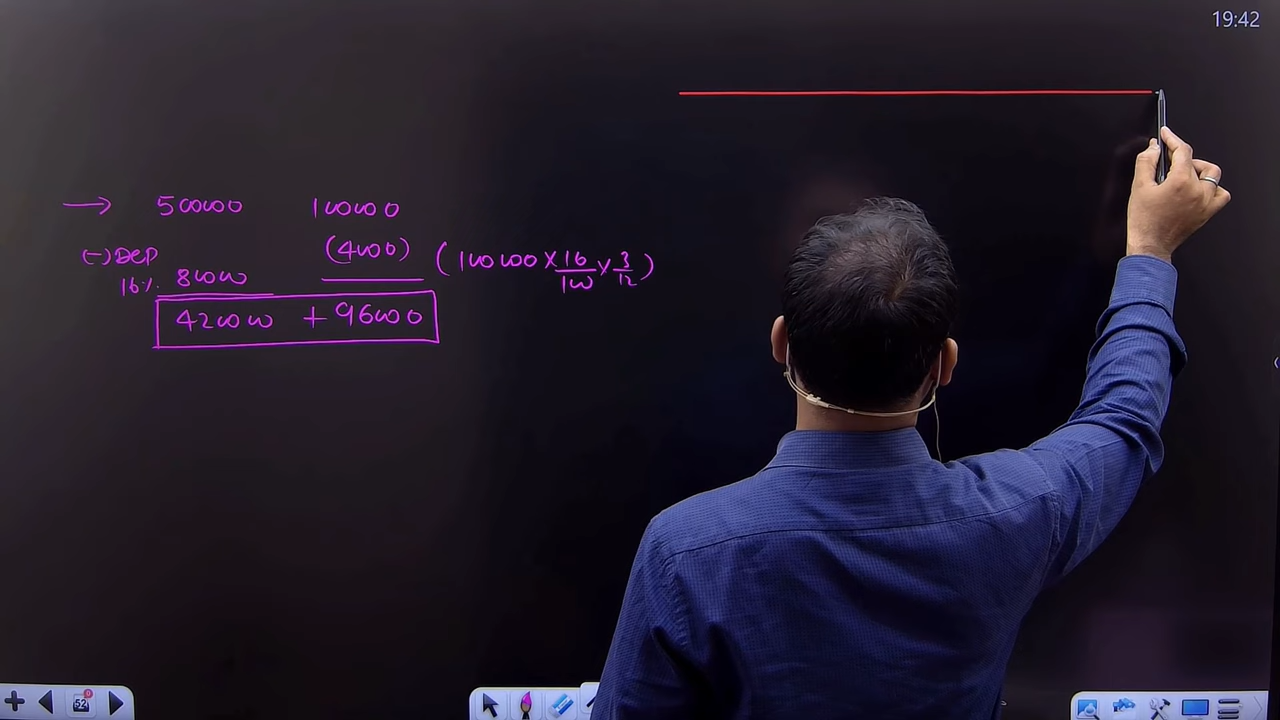 19:42
→ 500000 100000
(-) Dep (4000) (100000 × 16/100 × 3/12)
16%. 80000
420000 + 96000
52